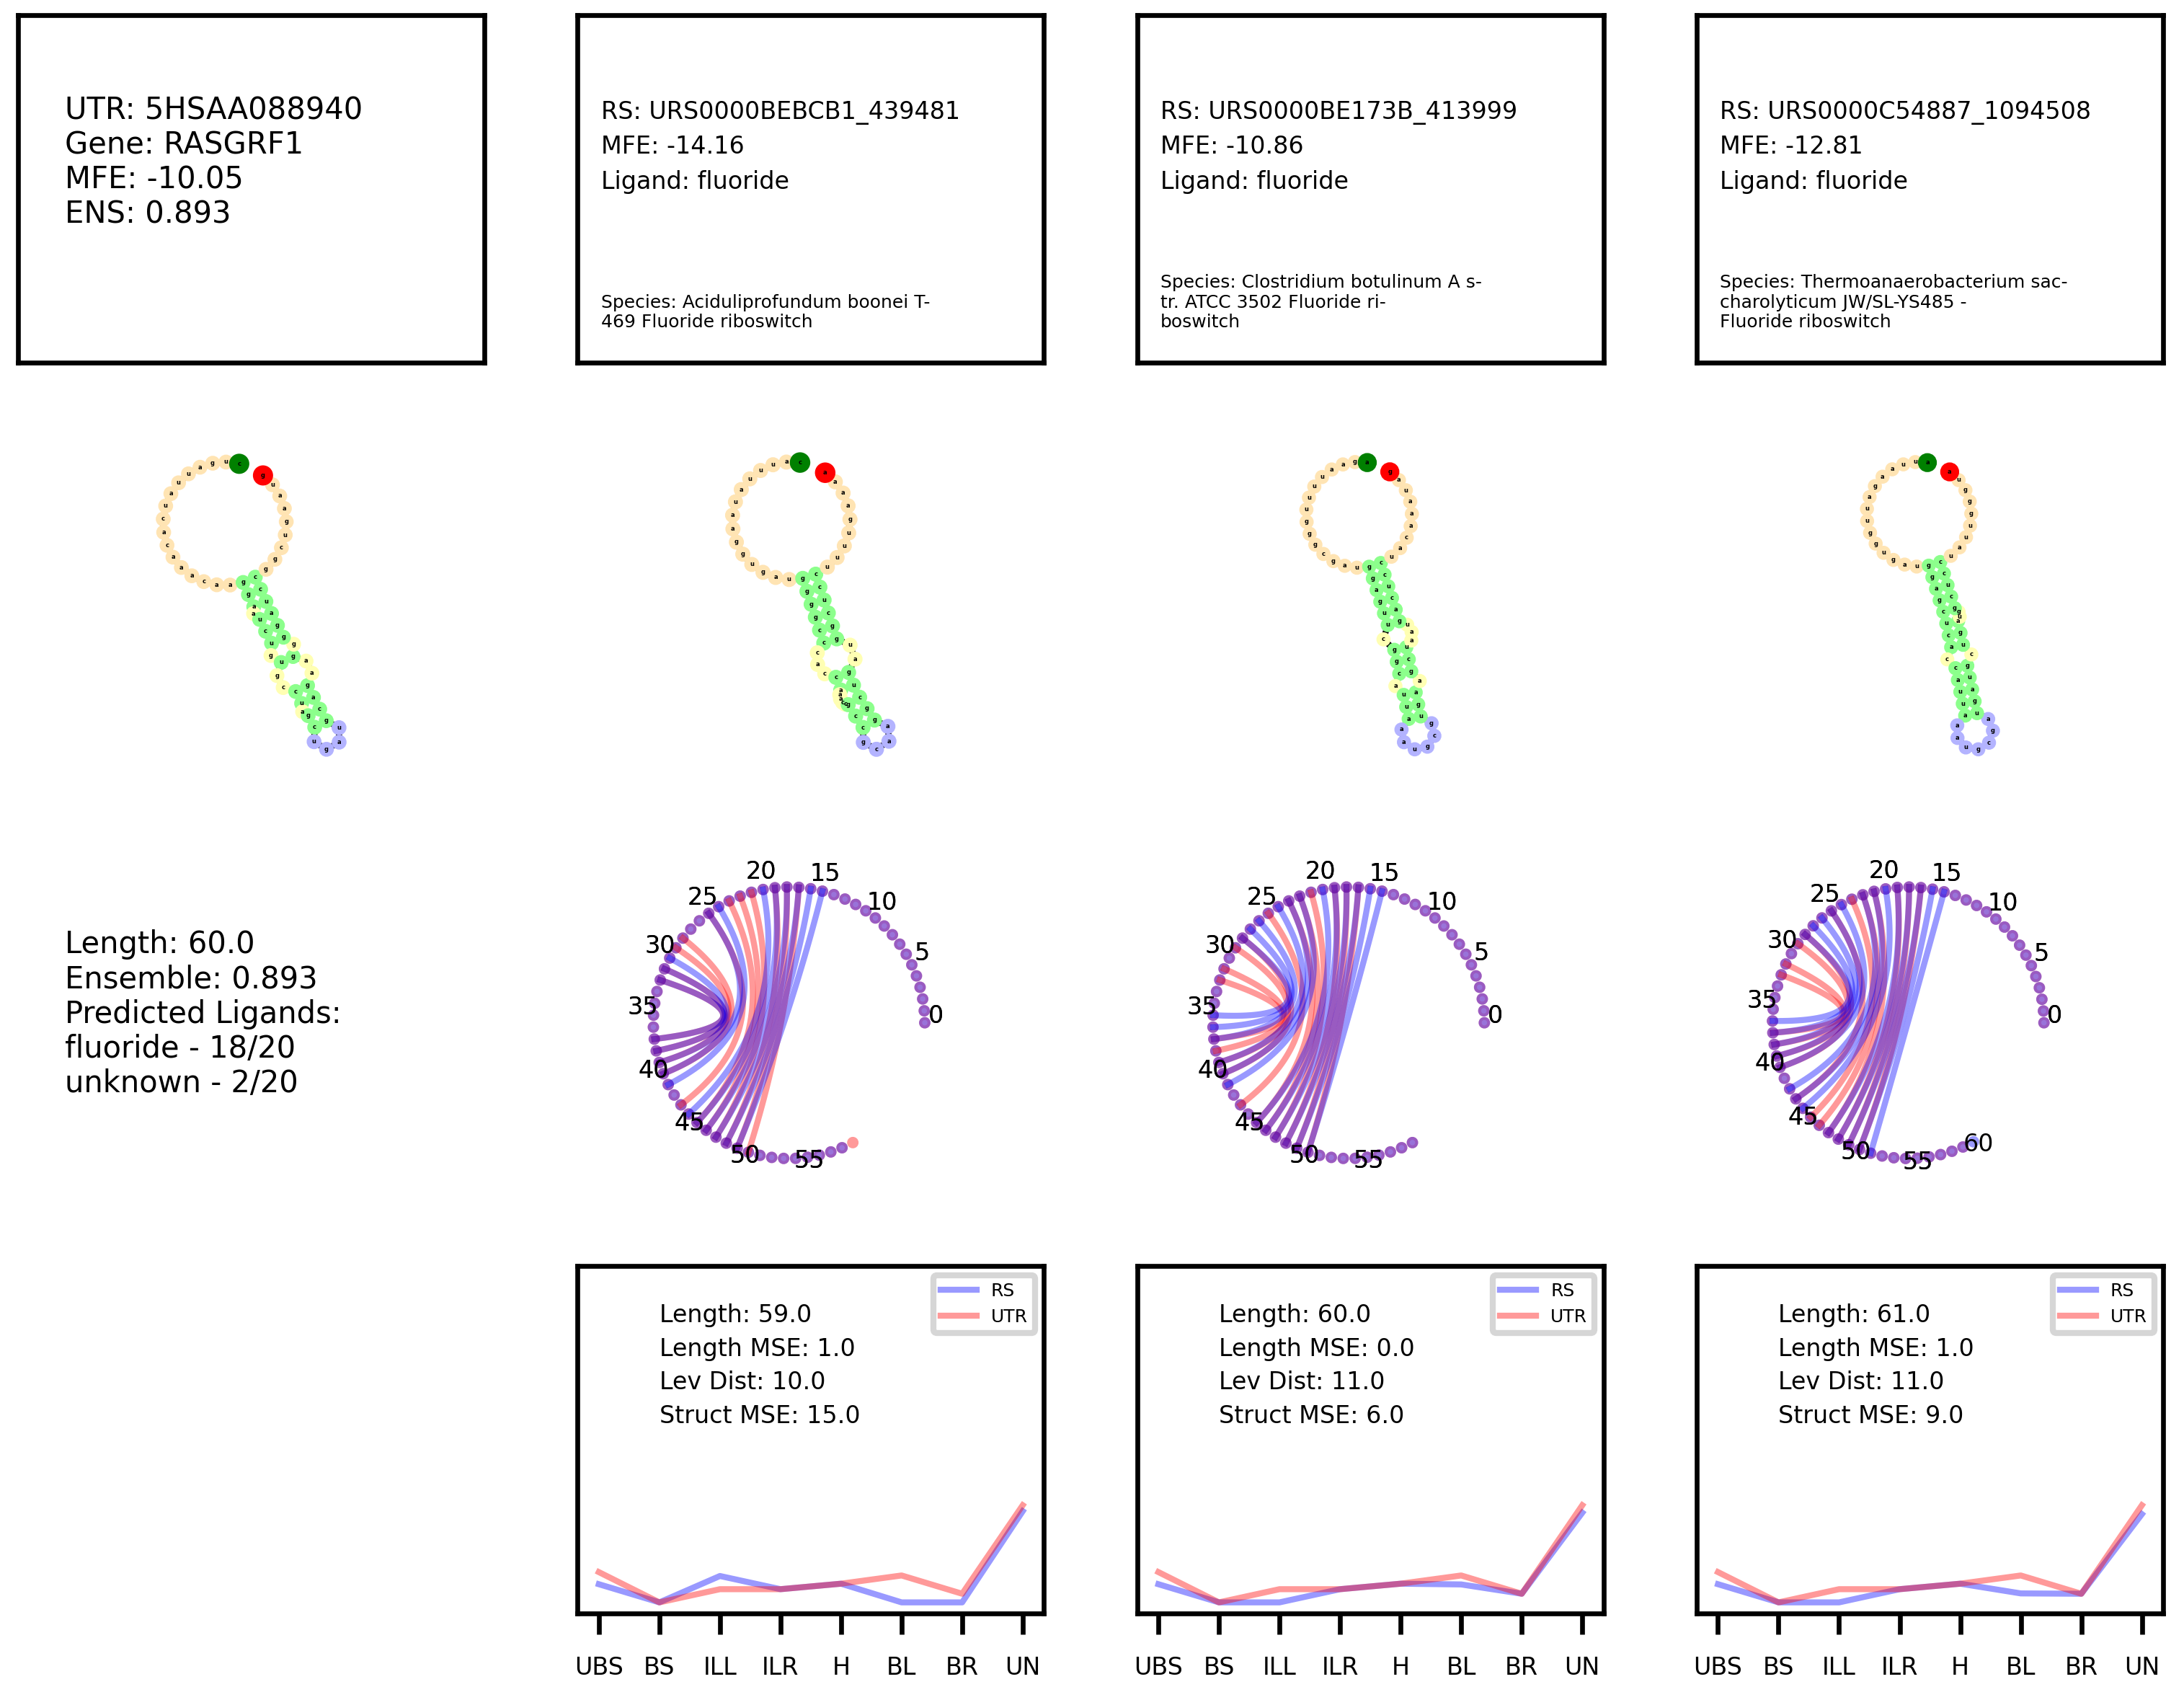 UTR: 5HSAA088940
Gene: RASGRF1
MFE: -10.05
ENS: 0.893
RS: URS0000BEBCB1_439481
MFE: -14.16
Ligand: fluoride
Species: Aciduliprofundum boonei T-
469 Fluoride riboswitch
RS: URS0000BE173B_413999
MFE: -10.86
Ligand: fluoride
Species: Clostridium botulinum A s-
tr. ATCC 3502 Fluoride ri-
boswitch
RS: URS0000C54887_1094508
MFE: -12.81
Ligand: fluoride
Species: Thermoanaerobacterium sac-
charolyticum JW/SL-YS485 -
Fluoride riboswitch
Length: 60.0
Ensemble: 0.893
Predicted Ligands:
fluoride - 18/20
unknown - 2/20
0
5
10
15
20
25
30
35
40
45
50
55
0
5
10
15
20
25
30
35
40
45
50
55
0
5
10
15
20
25
30
35
40
45
50
55
60
RS
UTR
Length: 59.0
Length MSE: 1.0
Lev Dist: 10.0
Struct MSE: 15.0
UBS BS ILL ILR H BL BR UN
RS
UTR
Length: 60.0
Length MSE: 0.0
Lev Dist: 11.0
Struct MSE: 6.0
UBS BS ILL ILR H BL BR UN
RS
UTR
Length: 61.0
Length MSE: 1.0
Lev Dist: 11.0
Struct MSE: 9.0
UBS BS ILL ILR H BL BR UN